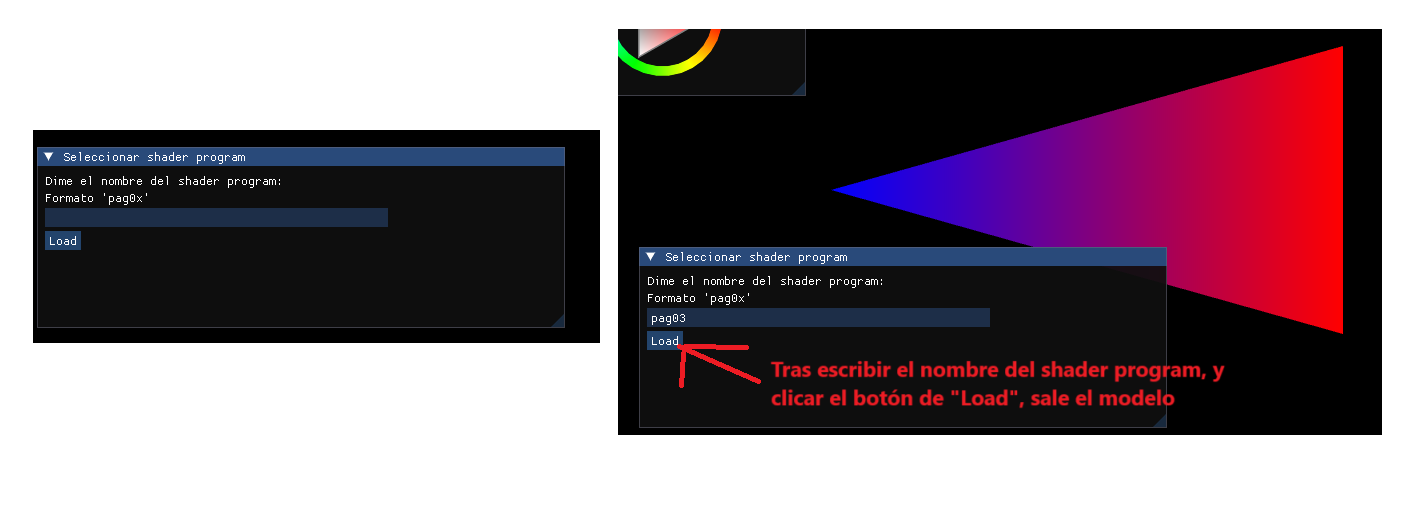 Seleccionar shader program
Dime el nombre del shader program:
Formato 'pag0x'
Load
Seleccionar shader program
Dime el nombre del shader program:
Formato 'pag0x'
pag03
Load
Tras escribir el nombre del shader program, y
clicar el botón de "Load", sale el modelo